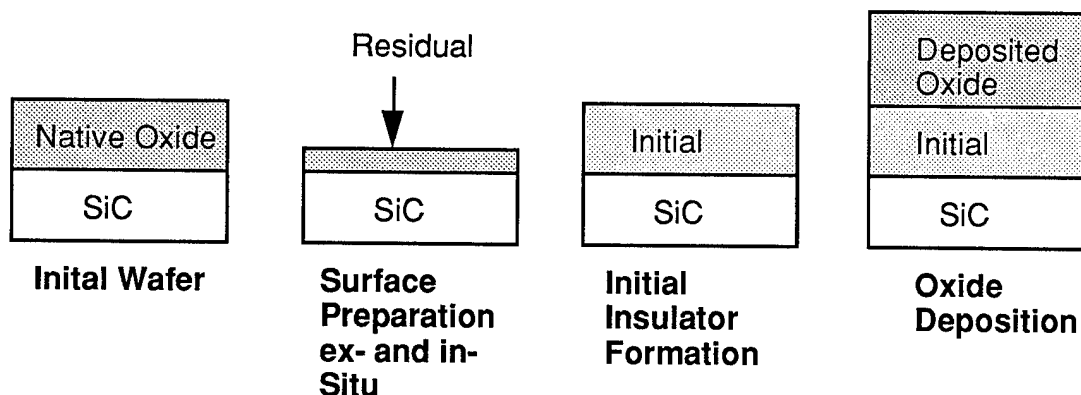 Residual
Native Oxide
SiC
Inital Wafer
SiC
Surface
Preparation
ex- and in-
Situ
Initial
SiC
Initial
Insulator
Formation
Deposited
Oxide
Initial
SiC
Oxide
Deposition